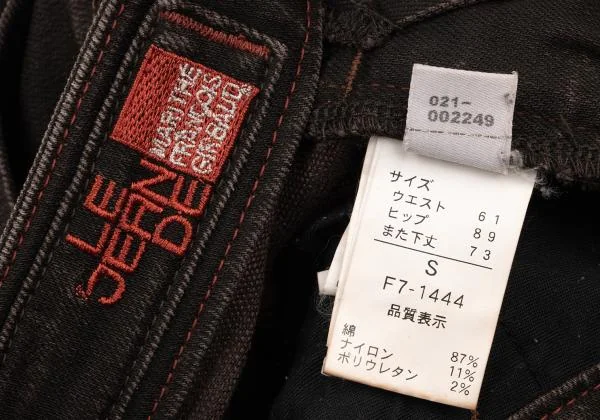 MARITHE
FRANCOIS
GIRBAUD
LE
JEAN
DE
021-
002249
サイズ
ウエスト 61
ヒップ 89
また下丈 73
S
F7-1444
品質表示
綿 87%
ナイロン 11%
ポリウレタン 2%